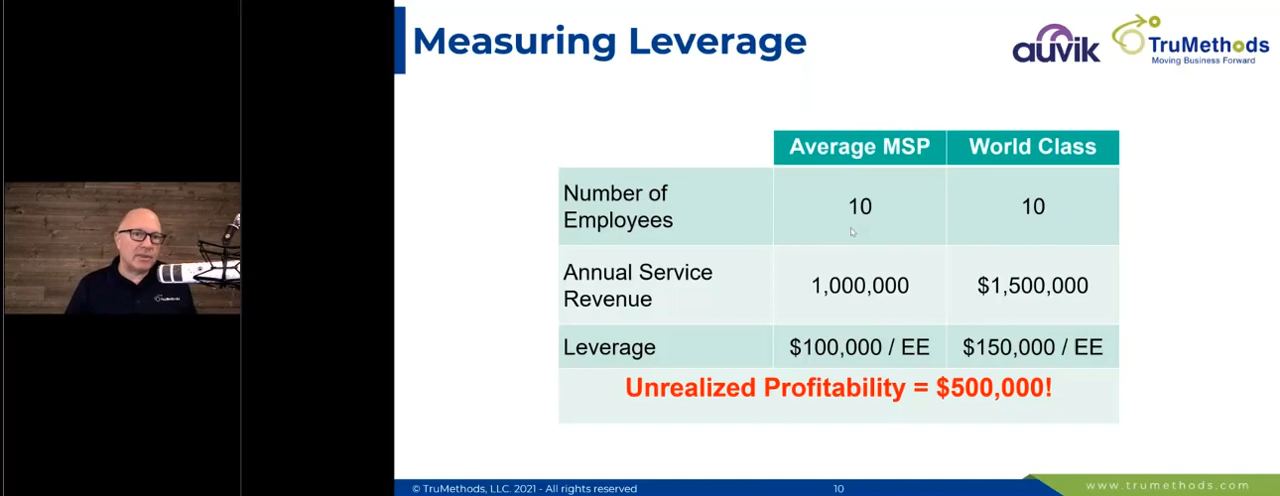 Measuring Leverage
auvik
TruMethods
Moving Business Forward
Average MSP World Class
Number of
Employees
10 10
Annual Service
Revenue
1,000,000 $1,500,000
Leverage $100,000 / EE $150,000 / EE
Unrealized Profitability = $500,000!
© TruMethods, LLC. 2021 - All rights reserved
10
www.trumethods.com